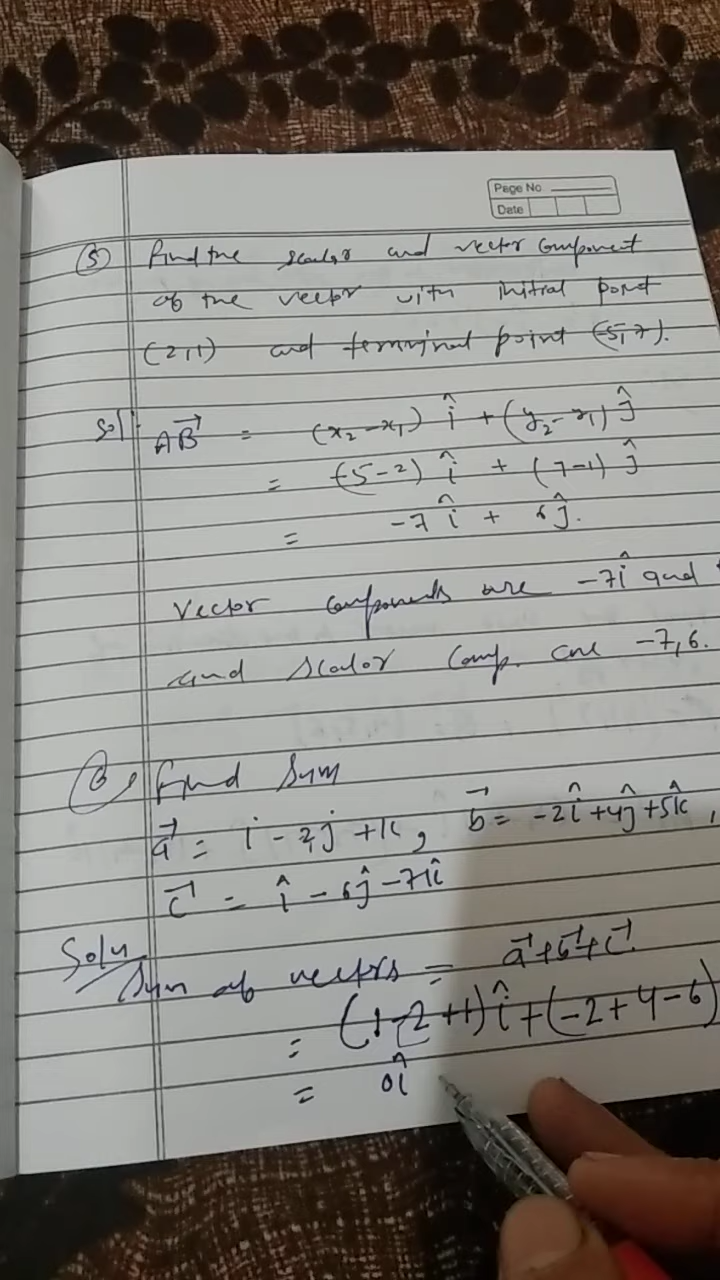 Page No
Date
(5) Find the scalar and vector component
of the vector with initial point
(2,1) and terminal point (-5,7).
Sol. AB⃗ = (x₂-x₁) î + (y₂-y₁) ĵ
= (-5-2) î + (7-1) ĵ
= -7 î + 6ĵ.
Vector components are -7î and
and scalar comp. are -7,6.
(6) Find Sum
a⃗ = i - 2j + k, b⃗ = -2î+4ĵ+5k̂,
c⃗ = î - 6ĵ -7k̂
Soln
Sum of vectors = a⃗+b⃗+c⃗
= (1-2+1)î+(-2+4-6)
= 0î